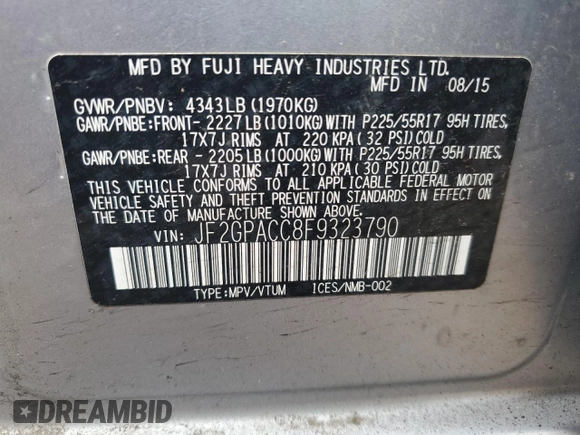 MFD BY FUJI HEAVY INDUSTRIES LTD.
MFD IN 08/15
GVWR/PNBV: 4343LB (1970KG)
GAWR/PNBE:FRONT- 2227 LB(1010KG) WITH P225/55R17 95H TIRES,
17X7J RIMS AT 220 KPA ( 32 PSI) COLD
GAWR/PNBE:REAR - 2205 LB(1000KG) WITH P225/55R17 95H TIRES,
17X7J RIMS AT 210 KPA ( 30 PSI) COLD
THIS VEHICLE CONFORMS TO ALL APPLICABLE FEDERAL MOTOR
VEHICLE SAFETY AND THEFT PREVENTION STANDARDS IN EFFECT ON
THE DATE OF MANUFACTURE SHOWN ABOVE.
VIN: JF2GPACC8F9323790
TYPE:MPV/VTUM ICES/NMB-002
DREAMBID